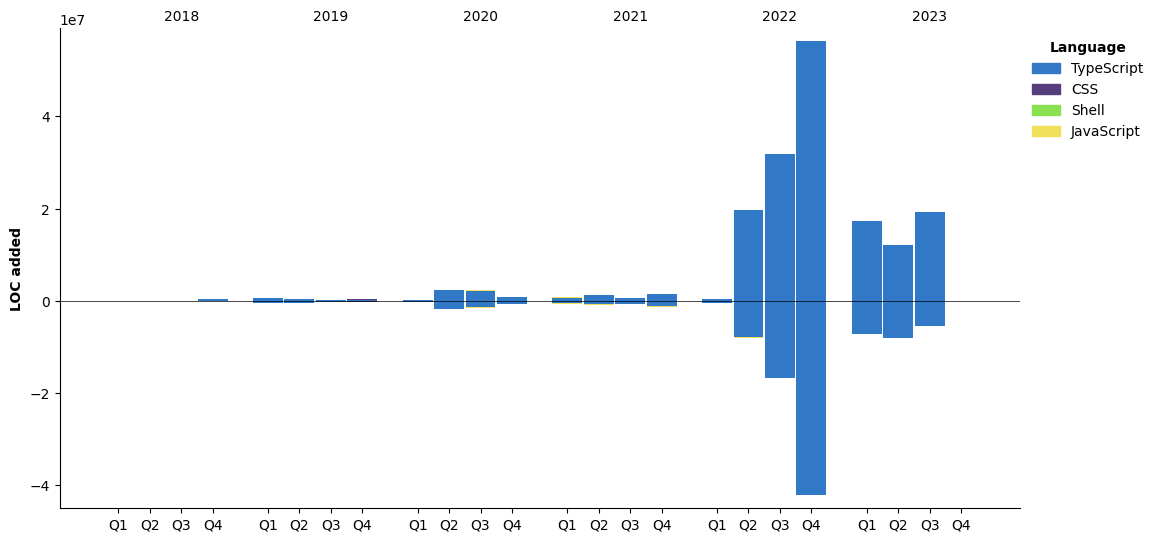 1e7
2018 2019 2020 2021 2022 2023
Language
TypeScript
CSS
Shell
JavaScript
LOC added
4
2
0
−2
−4
Q1 Q2 Q3 Q4 Q1 Q2 Q3 Q4 Q1 Q2 Q3 Q4 Q1 Q2 Q3 Q4 Q1 Q2 Q3 Q4 Q1 Q2 Q3 Q4